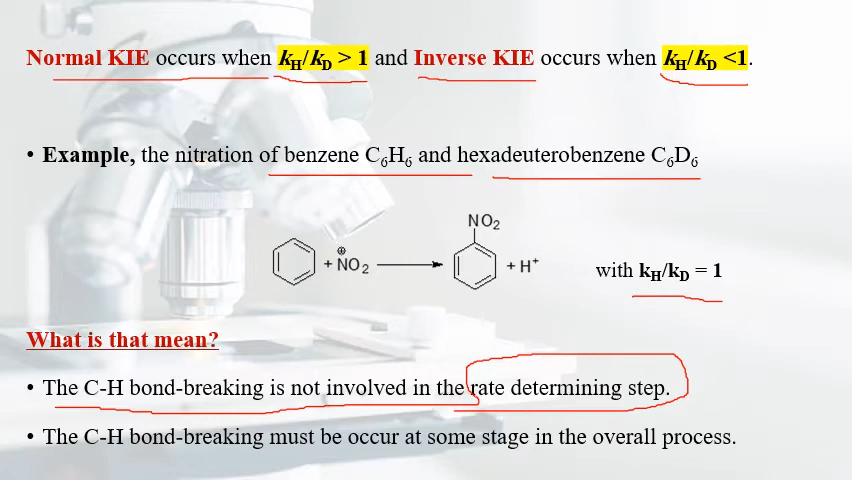 Normal KIE occurs when kH/kD > 1 and Inverse KIE occurs when kH/kD <1.
• Example, the nitration of benzene C6H6 and hexadeuterobenzene C6D6
NO2
+ NO2 + H+
with kH/kD = 1
What is that mean?
• The C-H bond-breaking is not involved in the rate determining step.
• The C-H bond-breaking must be occur at some stage in the overall process.